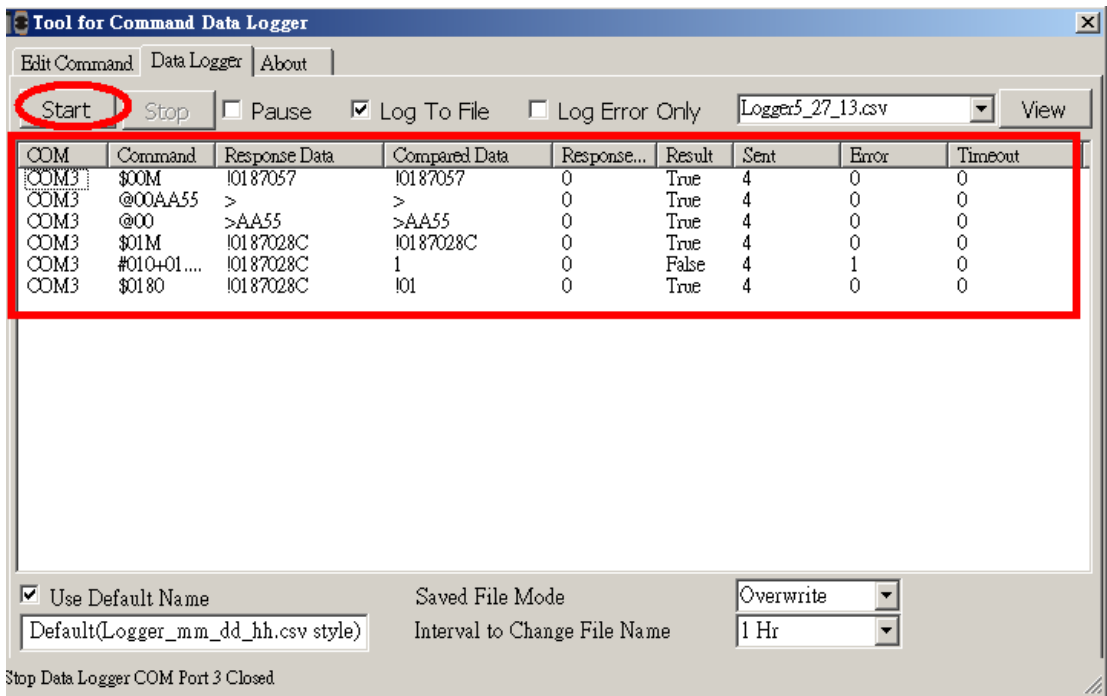 Tool for Command Data Logger
Edit Command Data Logger About
Start Stop Pause Log To File Log Error Only Logger5_27_13.csv View
COM Command Response Data Compared Data Response... Result Sent Error Timeout
COM3 $00M !0187057 !0187057 0 True 4 0 0
COM3 @00AA55 > > 0 True 4 0 0
COM3 @00 >AA55 >AA55 0 True 4 0 0
COM3 $01M !0187028C !0187028C 0 True 4 0 0
COM3 #010+01.... !0187028C 1 0 False 4 1 0
COM3 $0180 !0187028C !01 0 True 4 0 0
Use Default Name Saved File Mode Overwrite
Default(Logger_mm_dd_hh.csv style) Interval to Change File Name 1 Hr
Stop Data Logger COM Port 3 Closed